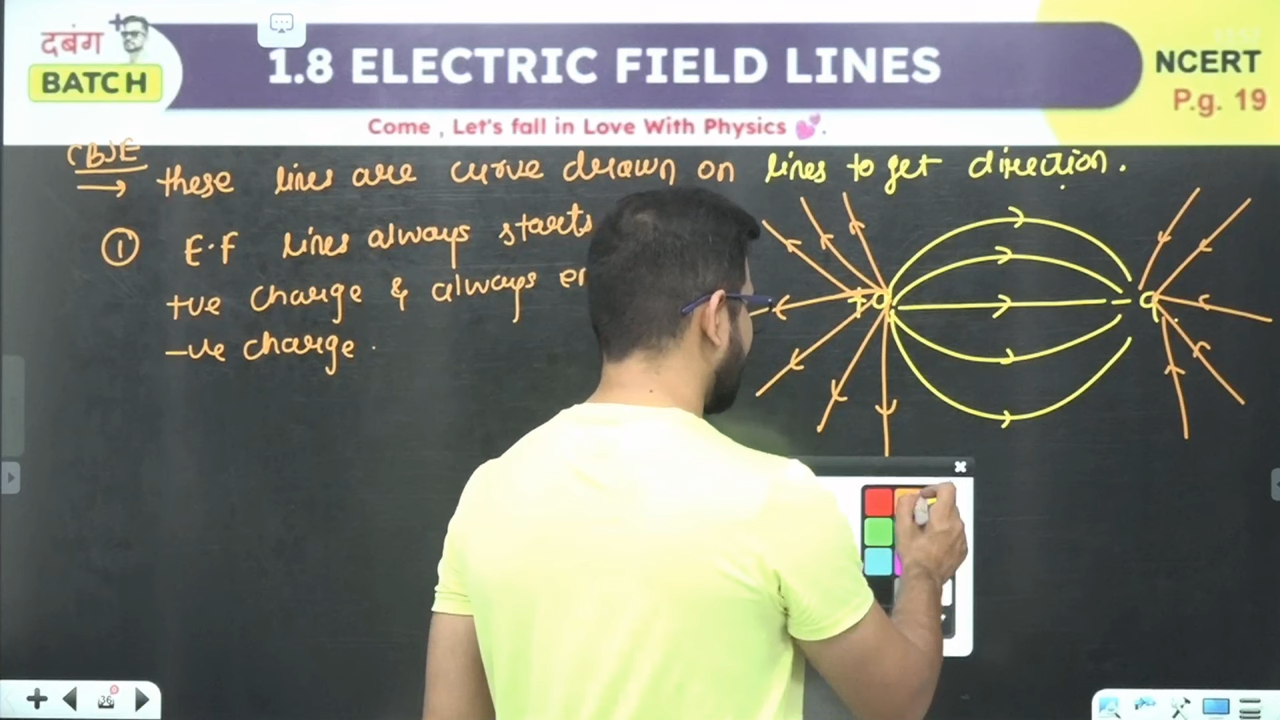 दबंग
BATCH
1.8 ELECTRIC FIELD LINES
NCERT
P.g. 19
Come , Let's fall in Love With Physics 💕.
CBSE
→ these lines are curve drawn on lines to get direction.
① E.F lines always starts
+ve charge & always en
-ve charge.
+q
-q
36